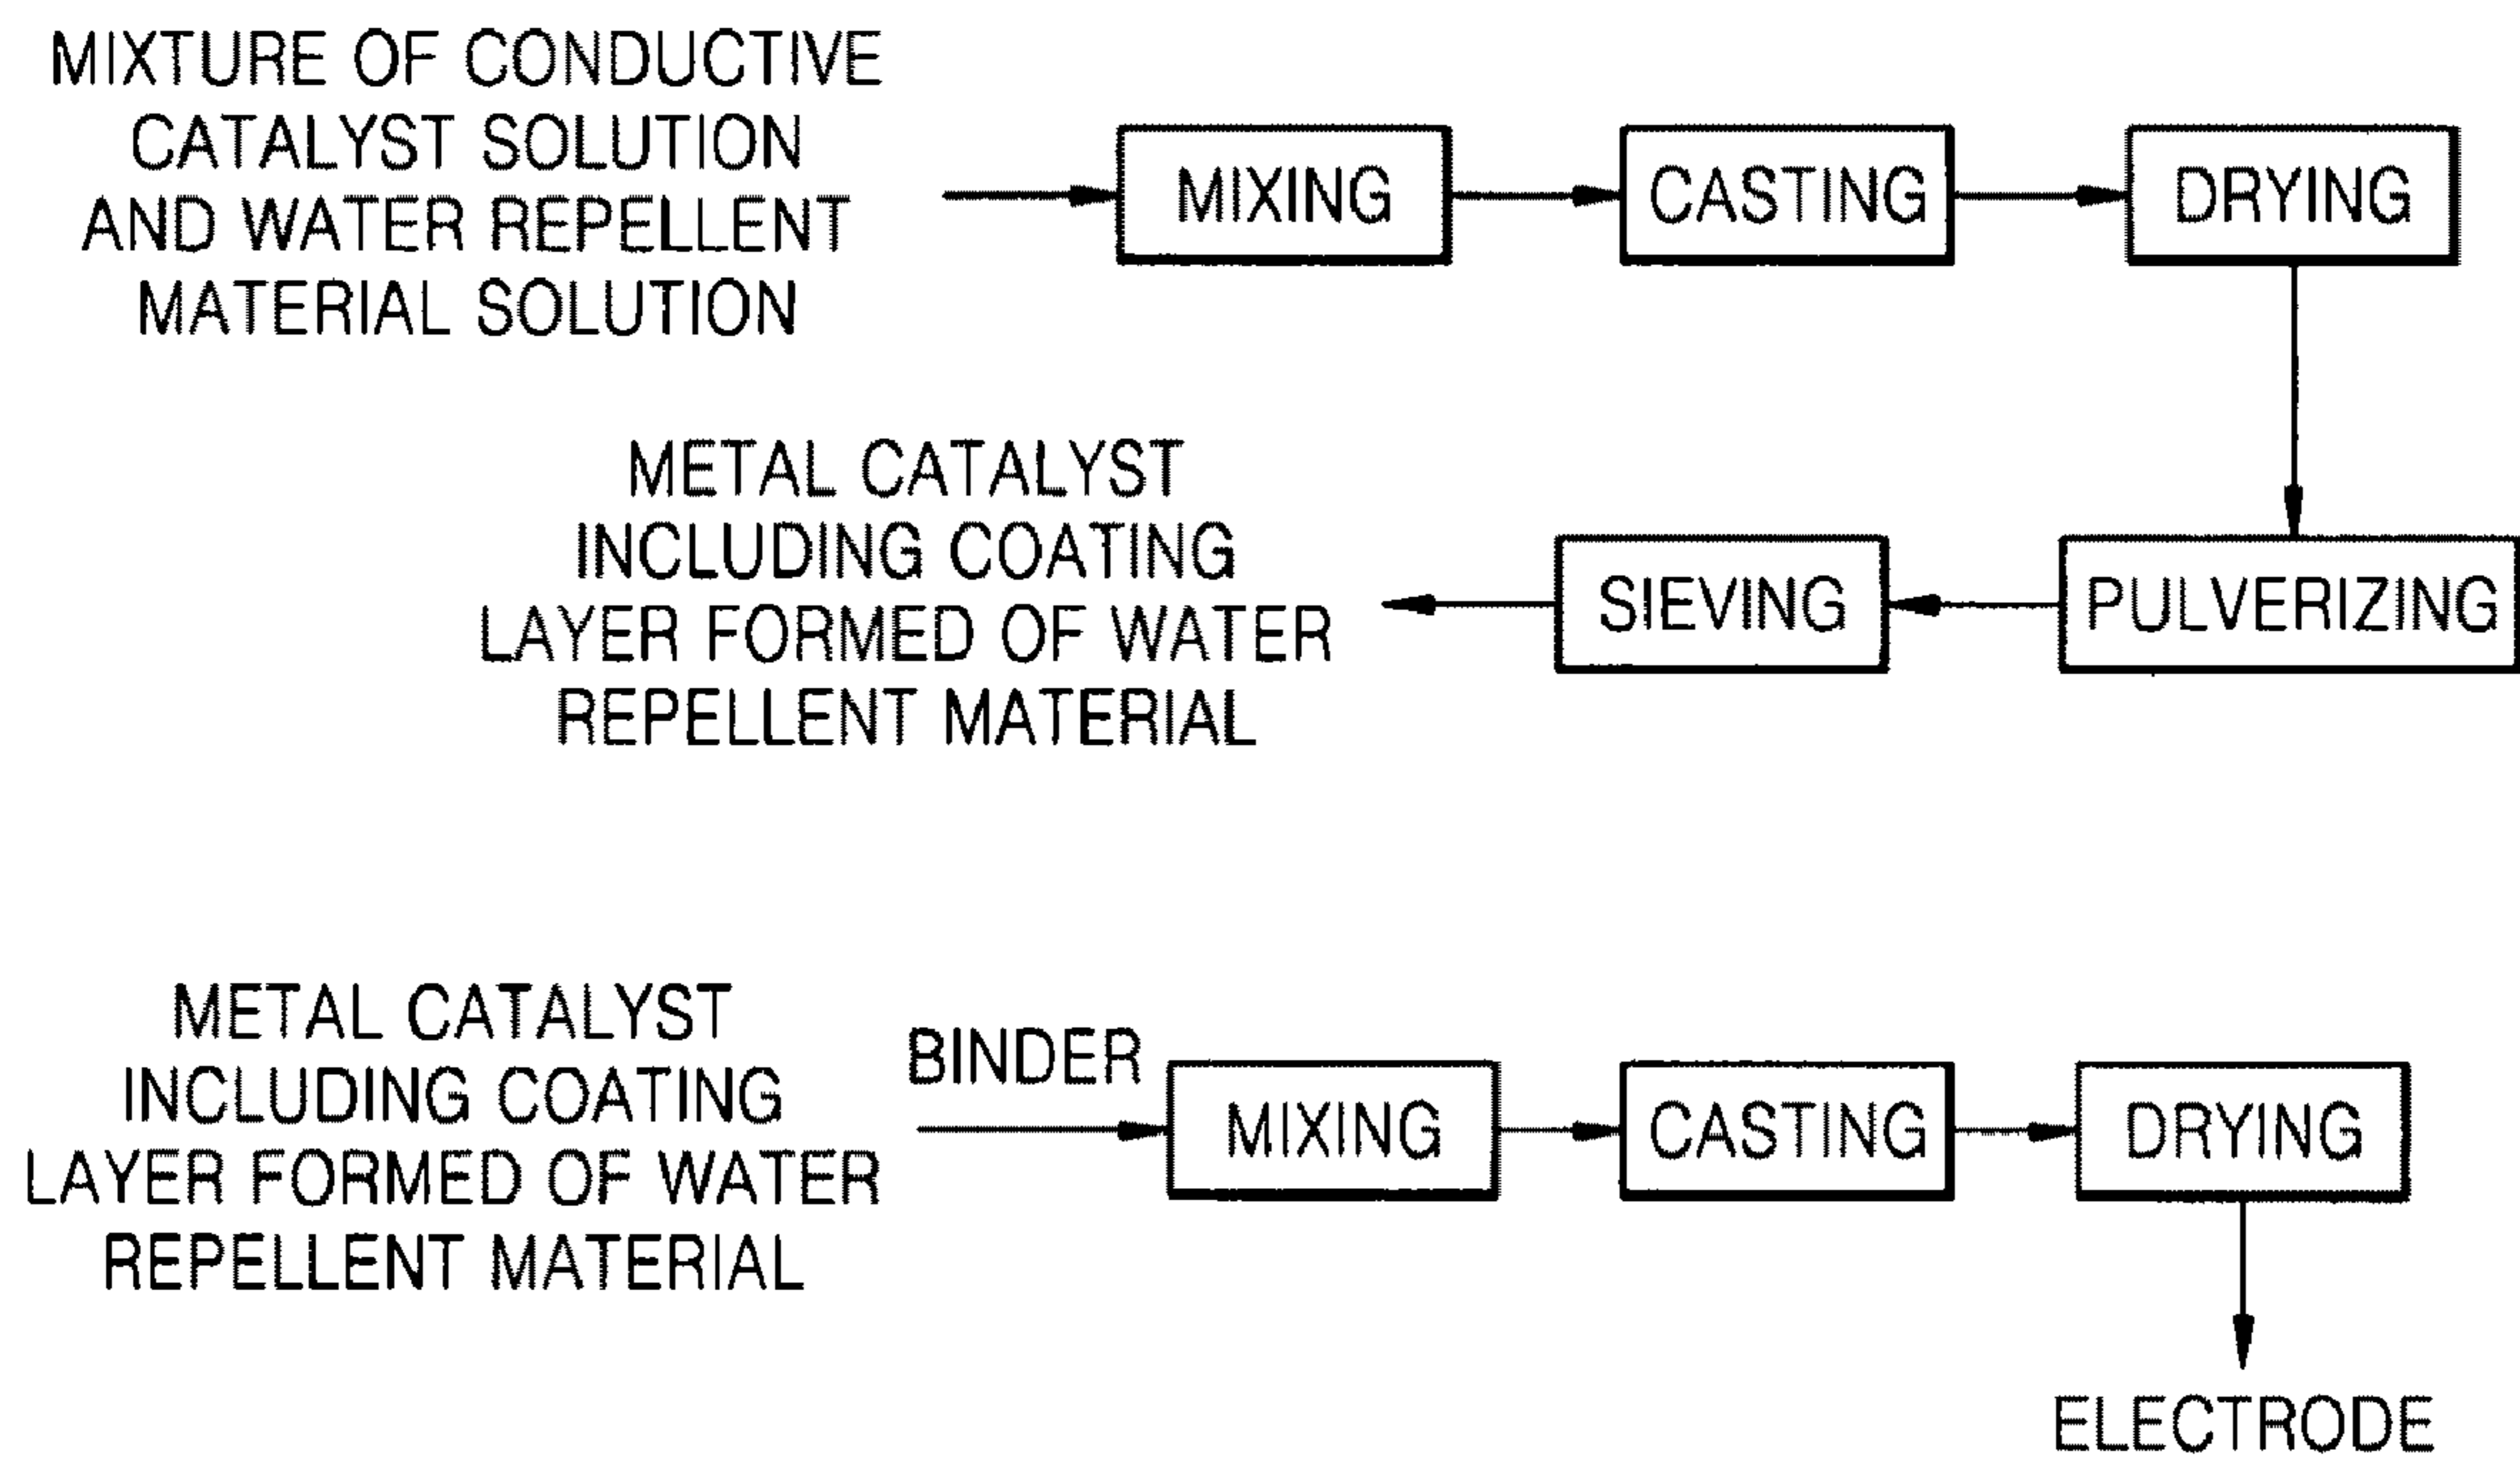 MIXTURE OF CONDUCTIVE
CATALYST SOLUTION
AND WATER REPELLENT
MATERIAL SOLUTION
MIXING
CASTING
DRYING
METAL CATALYST
INCLUDING COATING
LAYER FORMED OF WATER
REPELLENT MATERIAL
SIEVING
PULVERIZING
METAL CATALYST
INCLUDING COATING
LAYER FORMED OF WATER
REPELLENT MATERIAL
BINDER
MIXING
CASTING
DRYING
ELECTRODE